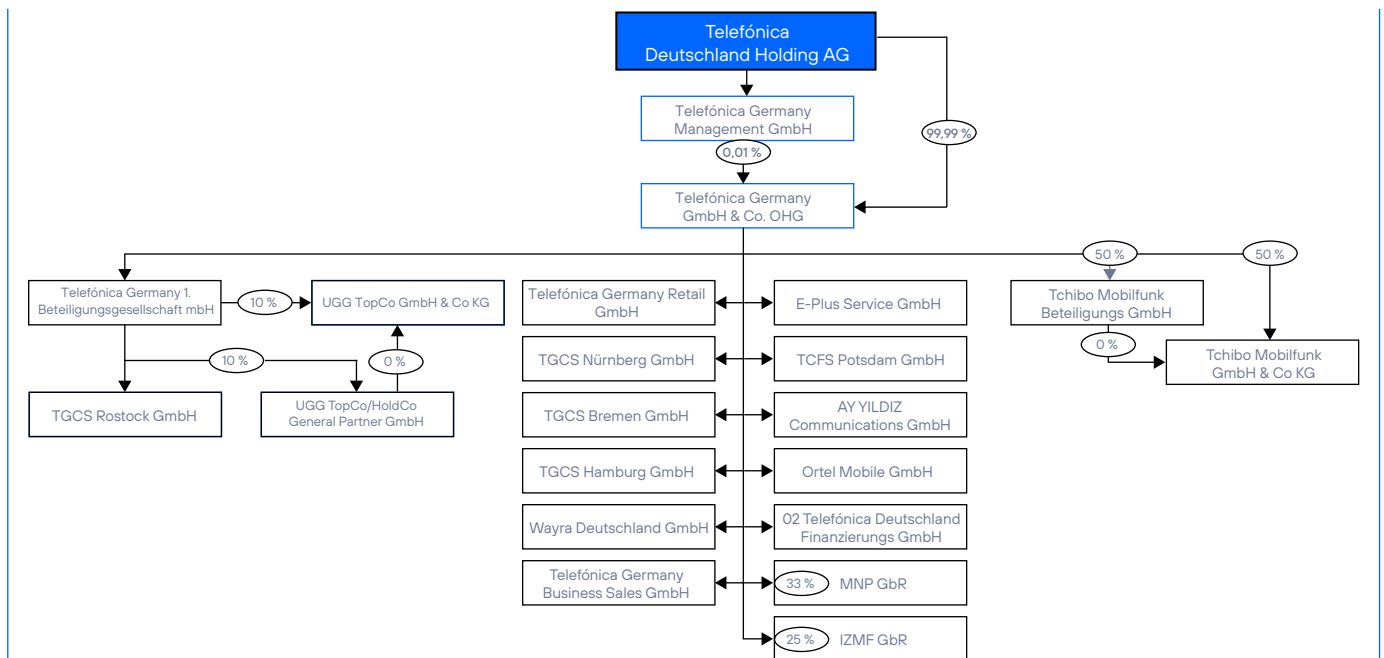 Telefónica
Deutschland Holding AG
Telefónica Germany
Management GmbH
99,99 %
0,01 %
Telefónica Germany
GmbH & Co. OHG
50 %
50 %
Telefónica Germany 1.
Beteiligungsgesellschaft mbH
10 %
UGG TopCo GmbH & Co KG
10 %
0 %
TGCS Rostock GmbH
UGG TopCo/HoldCo
General Partner GmbH
Telefónica Germany Retail
GmbH
E-Plus Service GmbH
TGCS Nürnberg GmbH
TCFS Potsdam GmbH
TGCS Bremen GmbH
AY YILDIZ
Communications GmbH
TGCS Hamburg GmbH
Ortel Mobile GmbH
Wayra Deutschland GmbH
02 Telefónica Deutschland
Finanzierungs GmbH
Telefónica Germany
Business Sales GmbH
33 %
MNP GbR
25 %
IZMF GbR
Tchibo Mobilfunk
Beteiligungs GmbH
0 %
Tchibo Mobilfunk
GmbH & Co KG